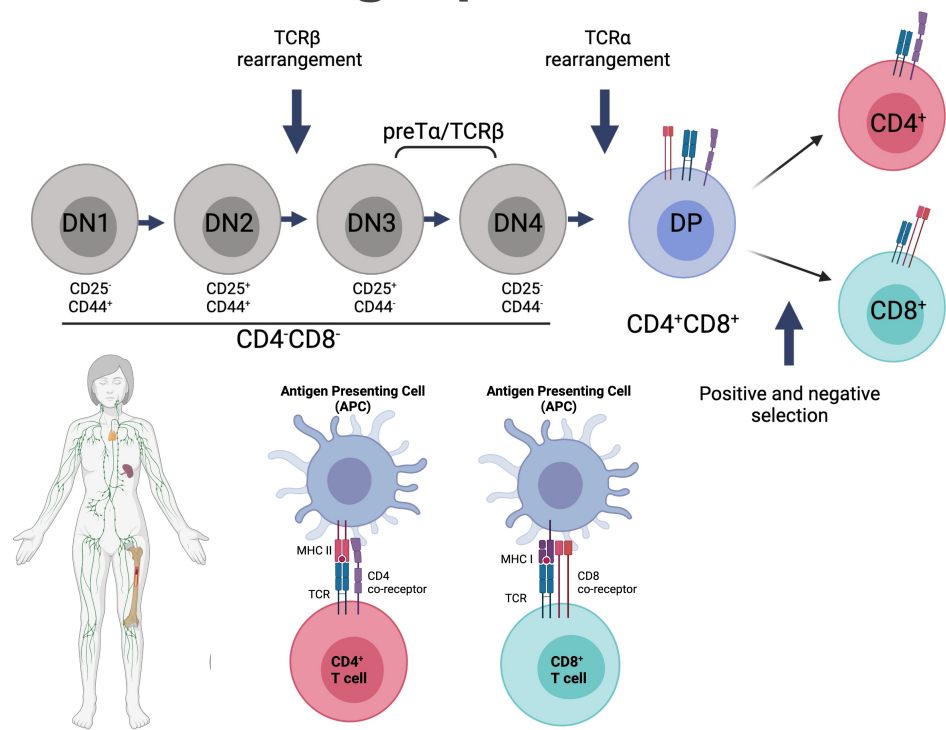 TCRβ
rearrangement
TCRα
rearrangement
preTα/TCRβ
DN1
DN2
DN3
DN4
DP
CD4⁺
CD8⁺
CD25⁻
CD44⁺
CD25⁺
CD44⁺
CD25⁺
CD44⁻
CD25⁻
CD44⁻
CD4⁻CD8⁻
CD4⁺CD8⁺
Positive and negative
selection
Antigen Presenting Cell
(APC)
MHC II
TCR
CD4
co-receptor
CD4⁺
T cell
Antigen Presenting Cell
(APC)
MHC I
TCR
CD8
co-receptor
CD8⁺
T cell